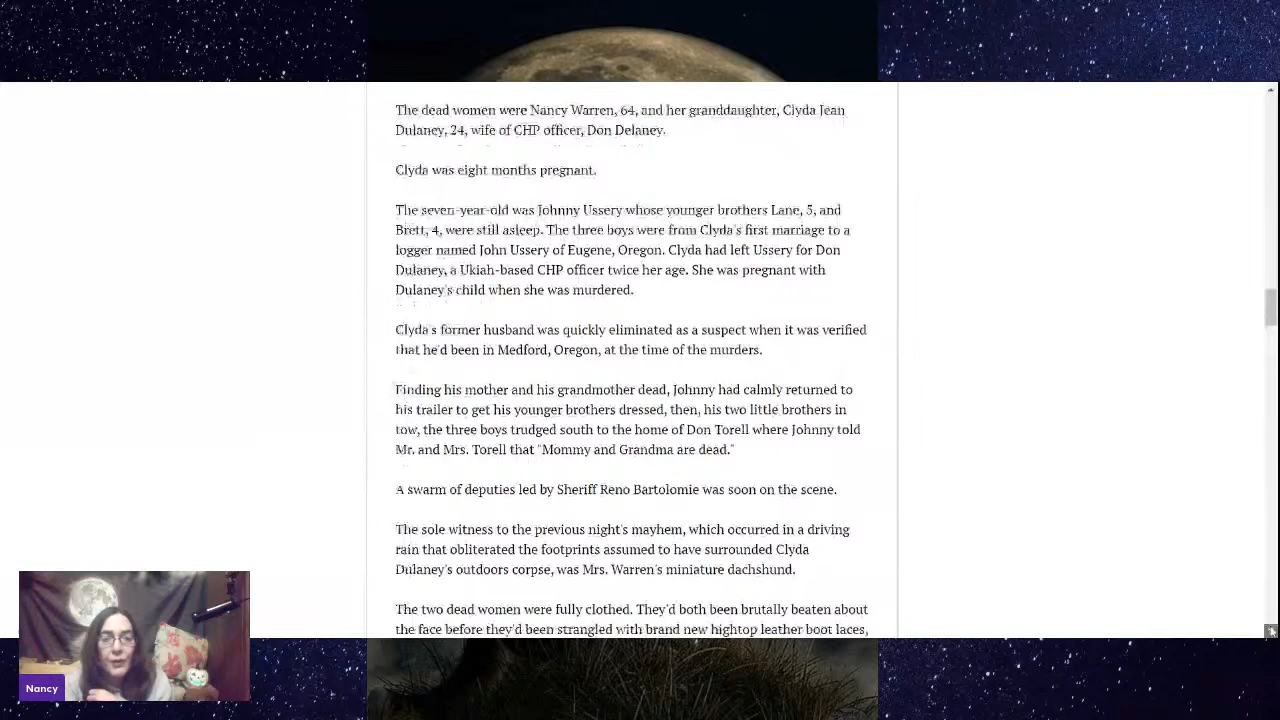 The dead women were Nancy Warren, 64, and her granddaughter, Clyda Jean
Dulaney, 24, wife of CHP officer, Don Delaney.
Clyda was eight months pregnant.
The seven-year-old was Johnny Ussery whose younger brothers Lane, 5, and
Brett, 4, were still asleep. The three boys were from Clyda's first marriage to a
logger named John Ussery of Eugene, Oregon. Clyda had left Ussery for Don
Dulaney, a Ukiah-based CHP officer twice her age. She was pregnant with
Dulaney's child when she was murdered.
Clyda's former husband was quickly eliminated as a suspect when it was verified
that he'd been in Medford, Oregon, at the time of the murders.
Finding his mother and his grandmother dead, Johnny had calmly returned to
his trailer to get his younger brothers dressed, then, his two little brothers in
tow, the three boys trudged south to the home of Don Torell where Johnny told
Mr. and Mrs. Torell that "Mommy and Grandma are dead."
A swarm of deputies led by Sheriff Reno Bartolomie was soon on the scene.
The sole witness to the previous night's mayhem, which occurred in a driving
rain that obliterated the footprints assumed to have surrounded Clyda
Dulaney's outdoors corpse, was Mrs. Warren's miniature dachshund.
The two dead women were fully clothed. They'd both been brutally beaten about
the face before they'd been strangled with brand new hightop leather boot laces,
Nancy